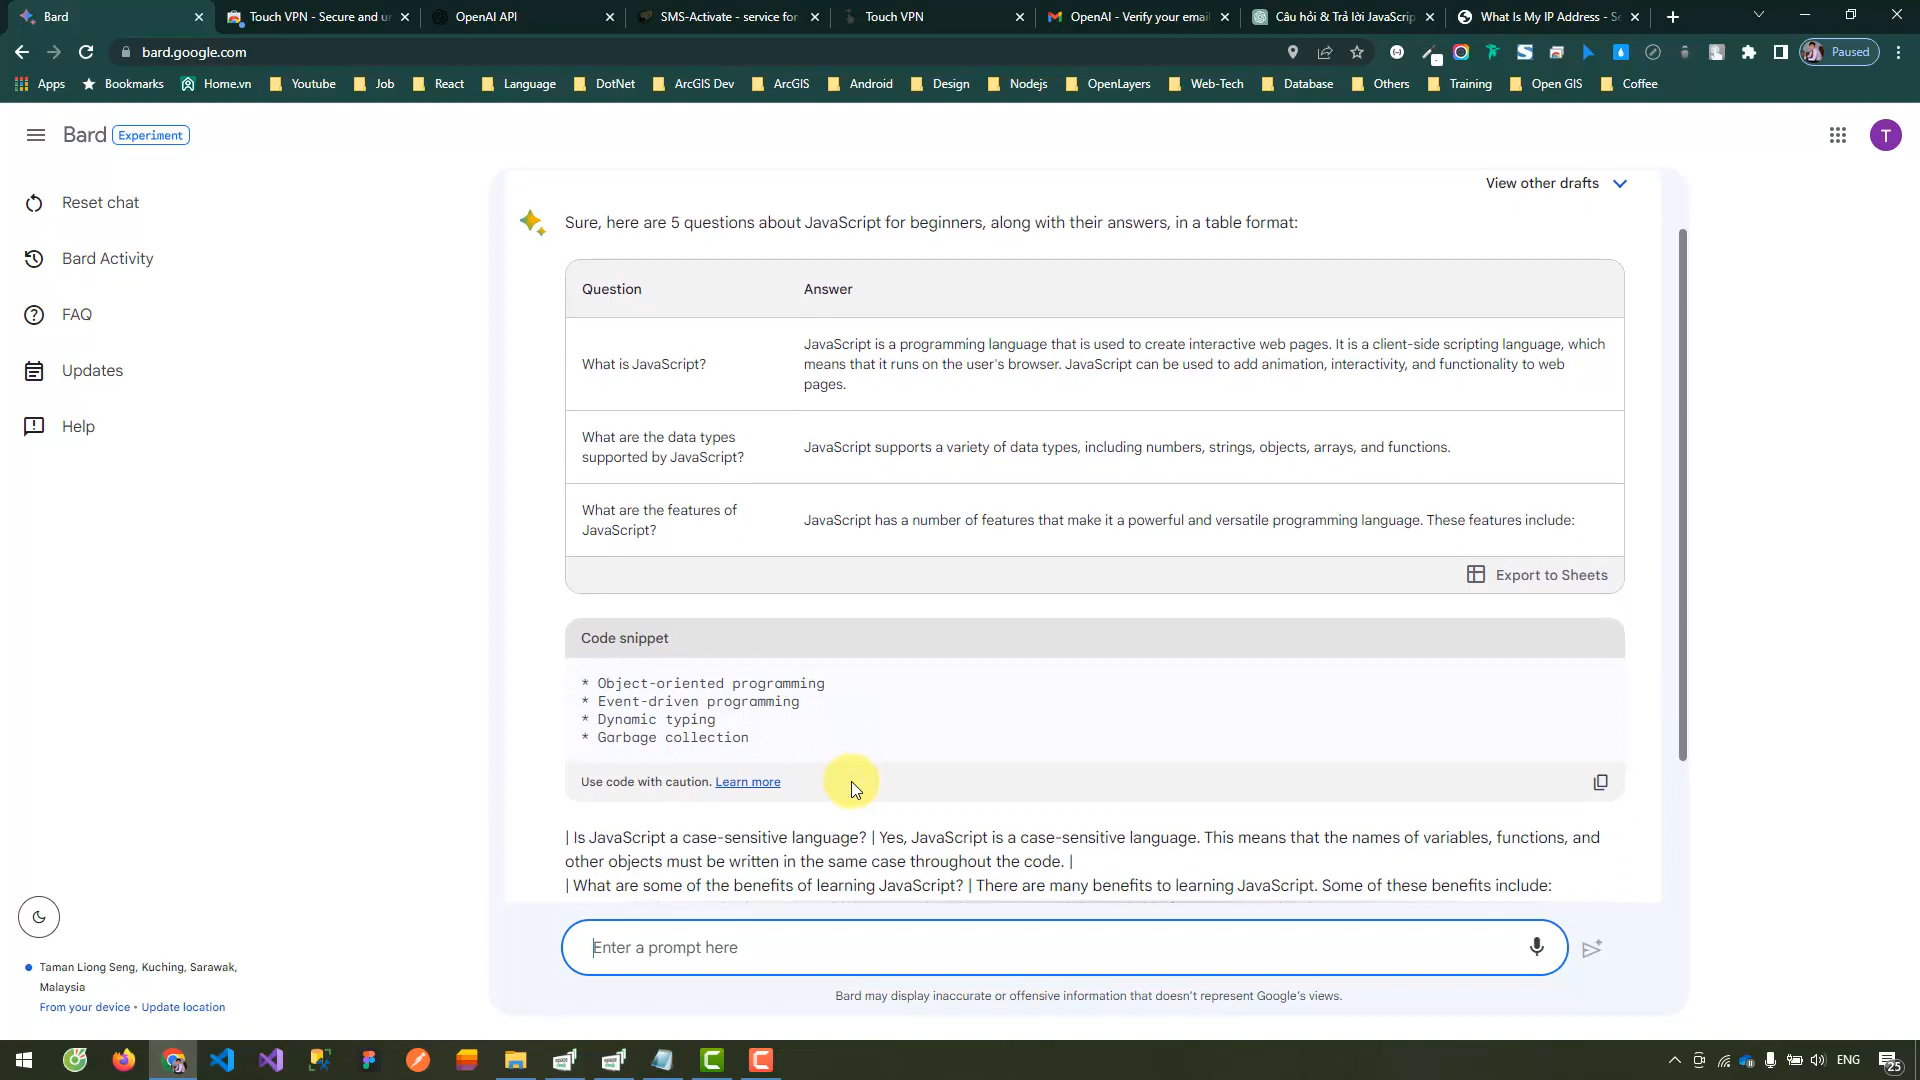 Bard
Touch VPN - Secure and un
OpenAI API
SMS-Activate - service for
Touch VPN
OpenAI - Verify your email
Câu hỏi & Trả lời JavaScrip
What Is My IP Address - Se
bard.google.com
Paused
Apps
Bookmarks
Home.vn
Youtube
Job
React
Language
DotNet
ArcGIS Dev
ArcGIS
Android
Design
Nodejs
OpenLayers
Web-Tech
Database
Others
Training
Open GIS
Coffee
Bard Experiment
T
Reset chat
Bard Activity
FAQ
Updates
Help
View other drafts
Sure, here are 5 questions about JavaScript for beginners, along with their answers, in a table format:
Question
Answer
What is JavaScript?
JavaScript is a programming language that is used to create interactive web pages. It is a client-side scripting language, which
means that it runs on the user's browser. JavaScript can be used to add animation, interactivity, and functionality to web
pages.
What are the data types
supported by JavaScript?
JavaScript supports a variety of data types, including numbers, strings, objects, arrays, and functions.
What are the features of
JavaScript?
JavaScript has a number of features that make it a powerful and versatile programming language. These features include:
Export to Sheets
Code snippet
* Object-oriented programming
* Event-driven programming
* Dynamic typing
* Garbage collection
Use code with caution. Learn more
| Is JavaScript a case-sensitive language? | Yes, JavaScript is a case-sensitive language. This means that the names of variables, functions, and
other objects must be written in the same case throughout the code. |
| What are some of the benefits of learning JavaScript? | There are many benefits to learning JavaScript. Some of these benefits include:
Enter a prompt here
Bard may display inaccurate or offensive information that doesn't represent Google's views.
Taman Liong Seng, Kuching, Sarawak,
Malaysia
From your device • Update location
ENG
25